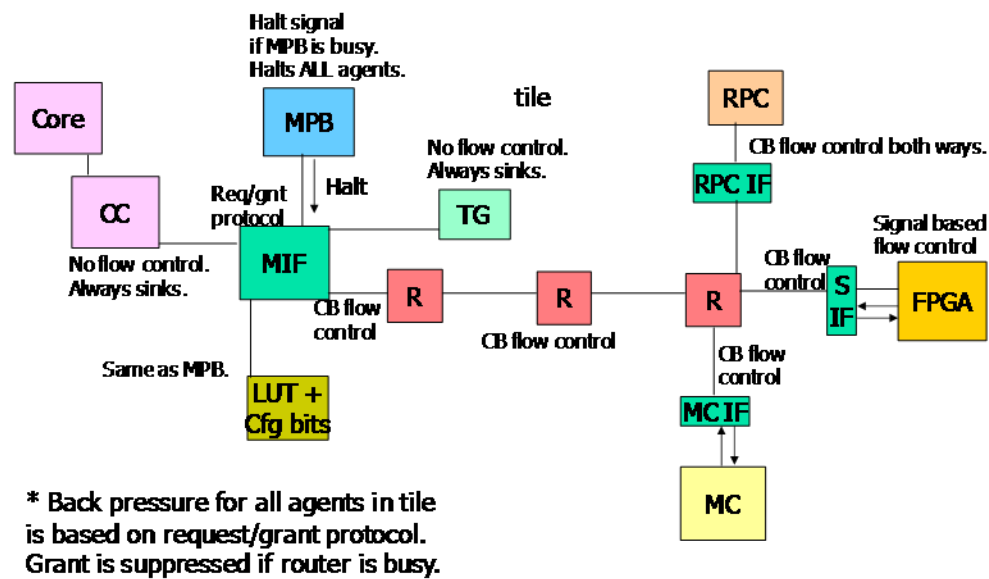 Halt signal
if MPB is busy.
Halts ALL agents.
tile
Core
MPB
RPC
No flow control.
Always sinks.
CB flow control both ways.
Halt
RPC IF
CC
Req/gnt
protocol
TG
Signal based
flow control
No flow control.
Always sinks.
MIF
R
R
R
CB flow
control
S
IF
FPGA
CB flow
control
CB flow control
CB flow
control
Same as MPB.
LUT +
Cfg bits
MC IF
MC
* Back pressure for all agents in tile
is based on request/grant protocol.
Grant is suppressed if router is busy.